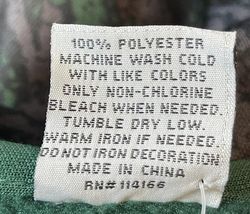 100% POLYESTER
MACHINE WASH COLD
WITH LIKE COLORS
ONLY NON-CHLORINE
BLEACH WHEN NEEDED.
TUMBLE DRY LOW.
WARM IRON IF NEEDED.
DO NOT IRON DECORATION
MADE IN CHINA
RN# 114166